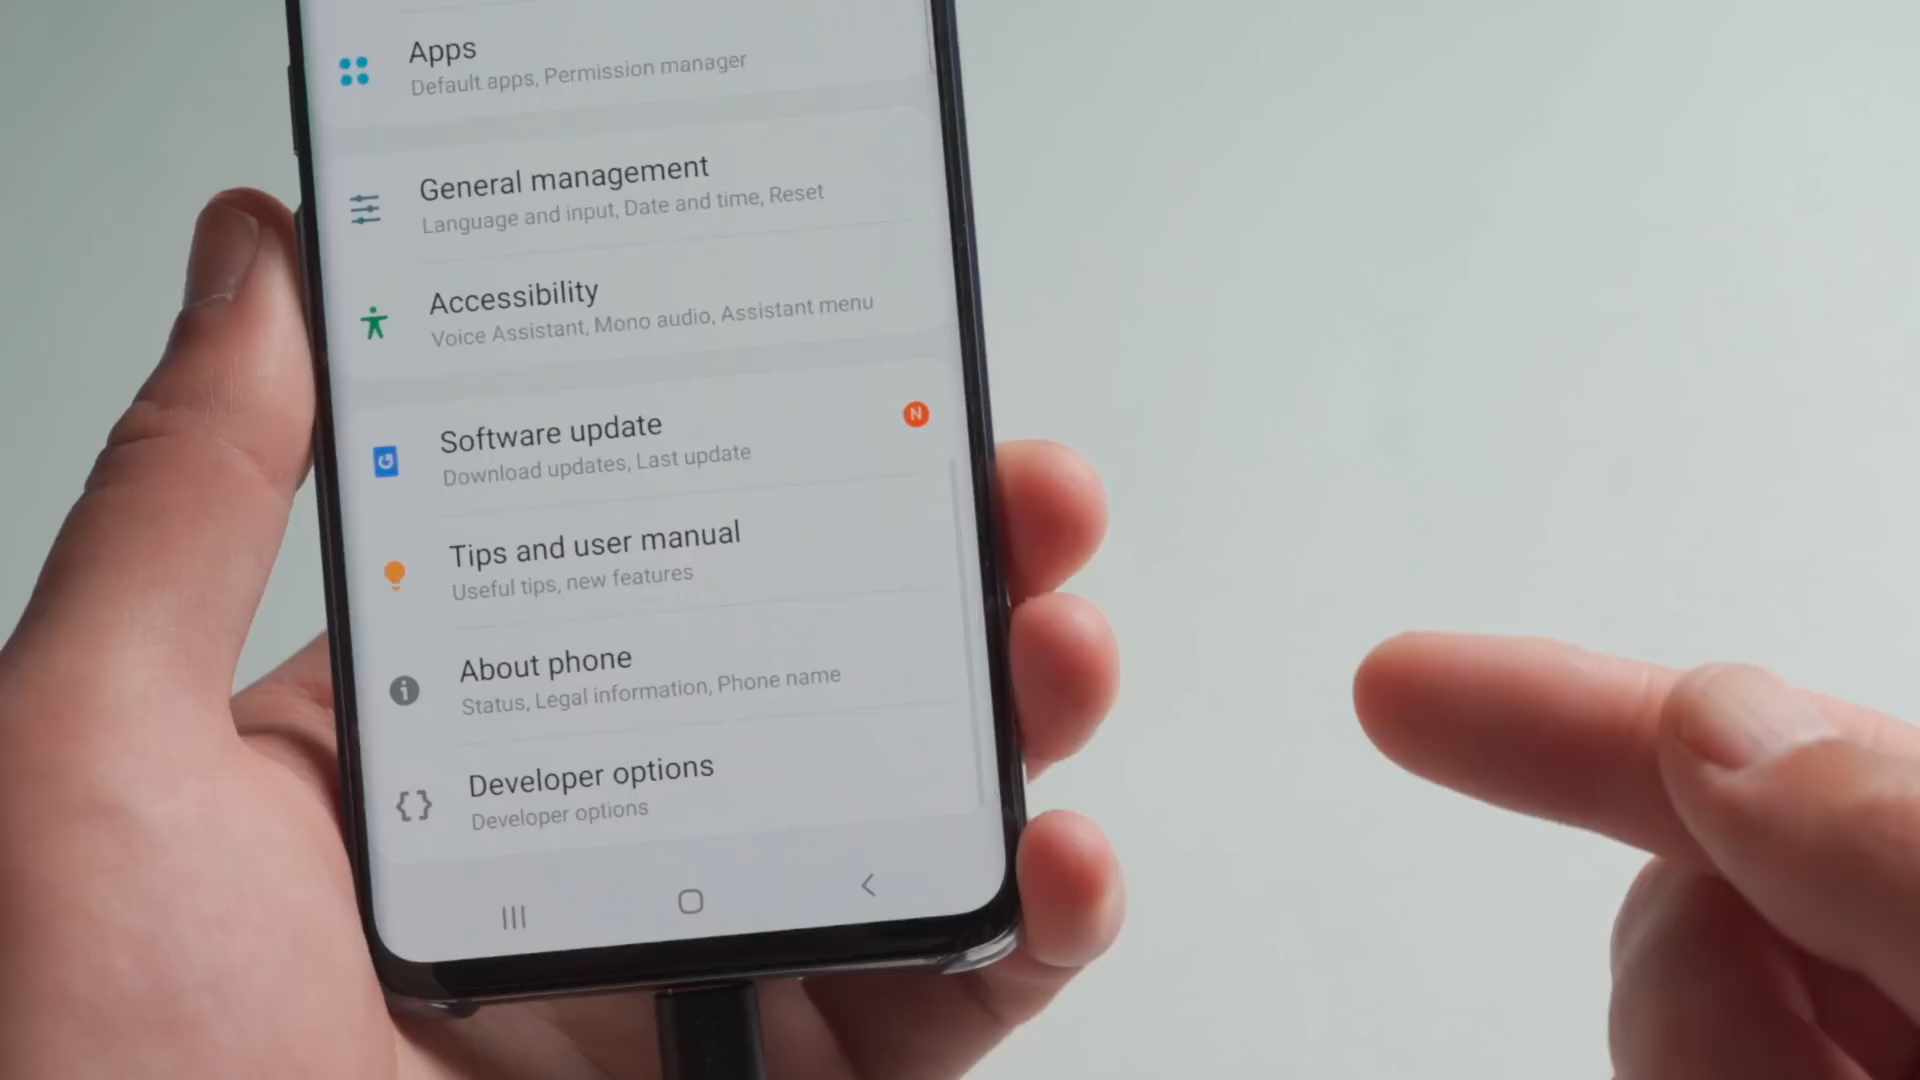 Apps
Default apps, Permission manager
General management
Language and input, Date and time, Reset
Accessibility
Voice Assistant, Mono audio, Assistant menu
Software update
N
Download updates, Last update
Tips and user manual
Useful tips, new features
About phone
Status, Legal information, Phone name
Developer options
Developer options